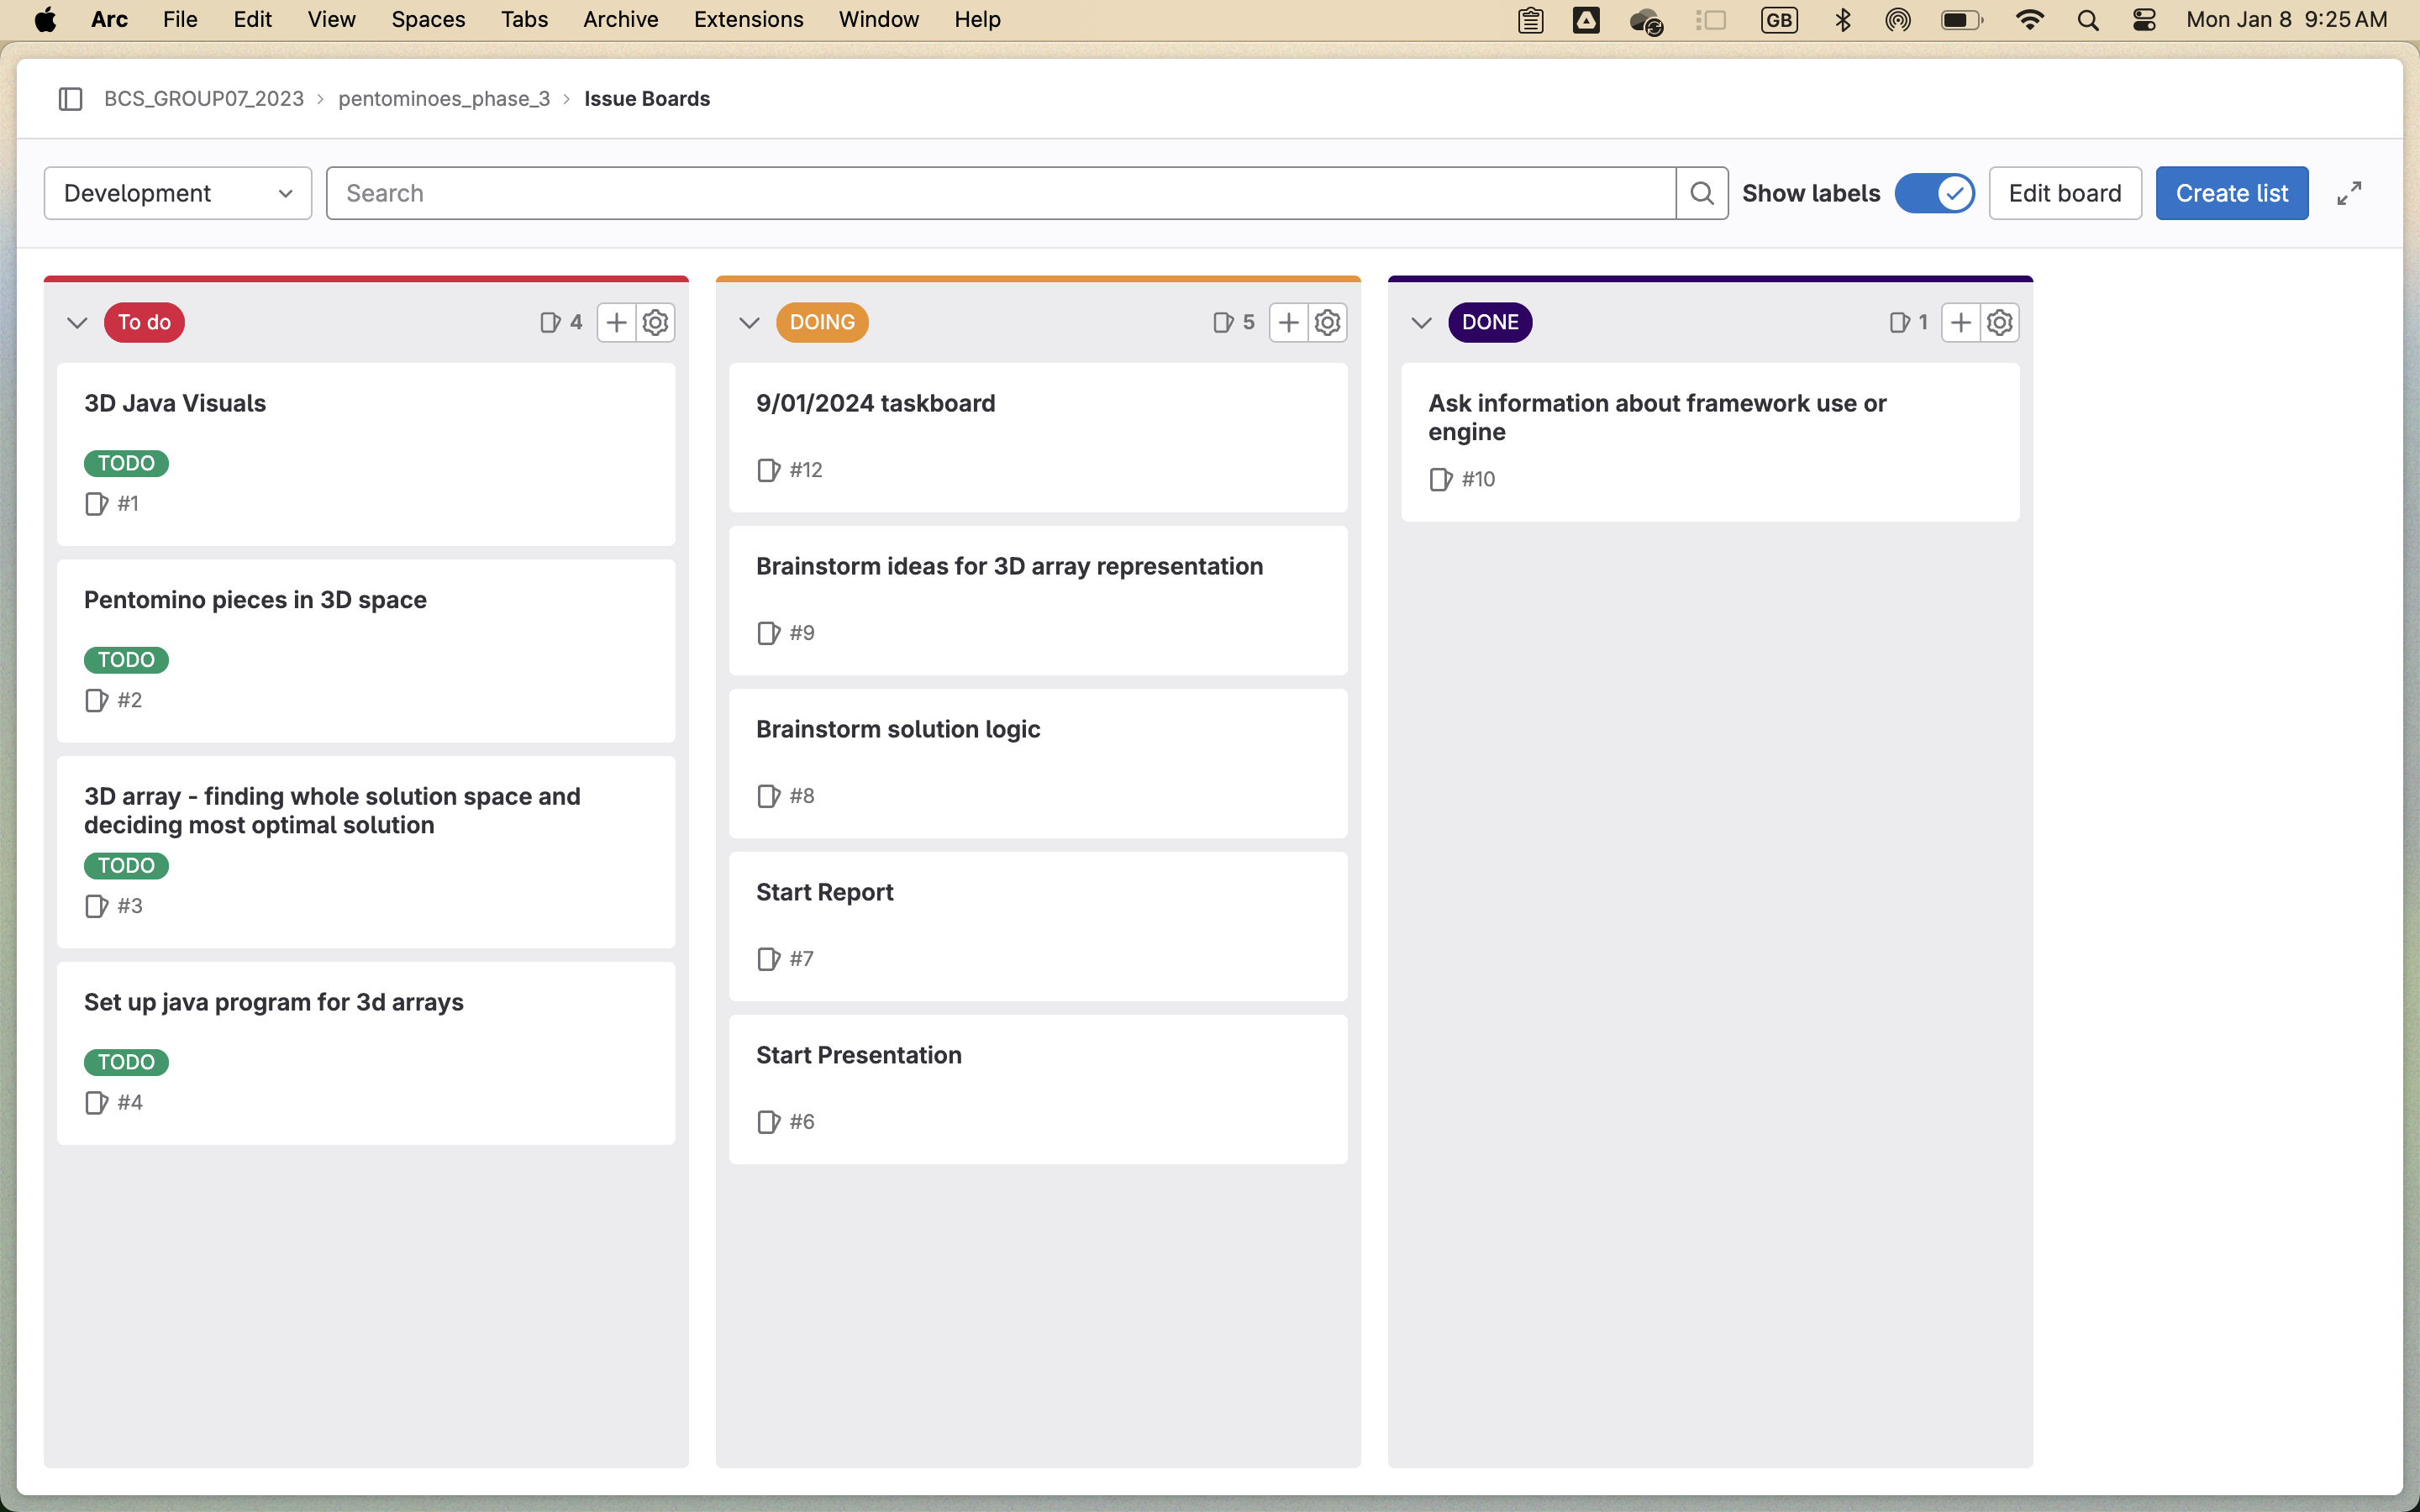 Arc File Edit View Spaces Tabs Archive Extensions Window Help GB Mon Jan 8 9:25 AM
BCS_GROUP07_2023 › pentominoes_phase_3 › Issue Boards
Development Search Show labels Edit board Create list
To do 4
3D Java Visuals
TODO
#1
Pentomino pieces in 3D space
TODO
#2
3D array - finding whole solution space and
deciding most optimal solution
TODO
#3
Set up java program for 3d arrays
TODO
#4
DOING 5
9/01/2024 taskboard
#12
Brainstorm ideas for 3D array representation
#9
Brainstorm solution logic
#8
Start Report
#7
Start Presentation
#6
DONE 1
Ask information about framework use or
engine
#10